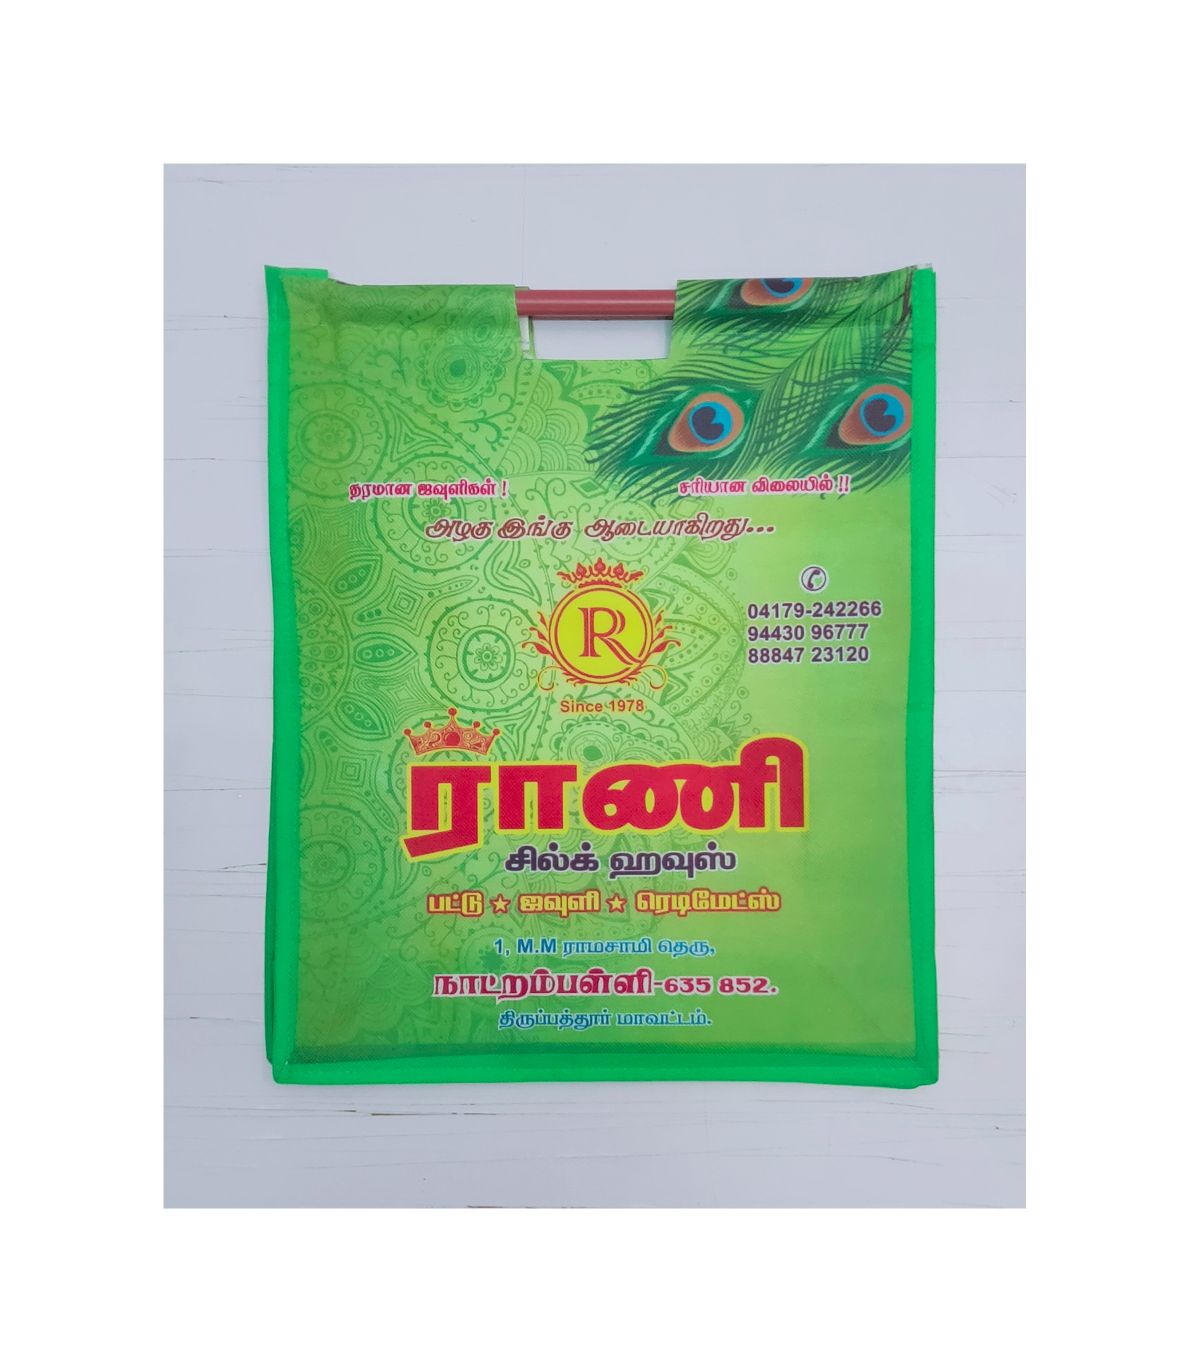 தரமான ஜவுளிகள் ! சரியான விலையில் !!
அழகு இங்கு ஆடையாகிறது...
R
Since 1978
04179-242266
94430 96777
88847 23120
ராணி
சில்க் ஹவுஸ்
பட்டு ★ ஜவுளி ★ ரெடிமேட்ஸ்
1, M.M ராமசாமி தெரு,
நாட்றம்பள்ளி-635 852.
திருப்பத்தூர் மாவட்டம்.